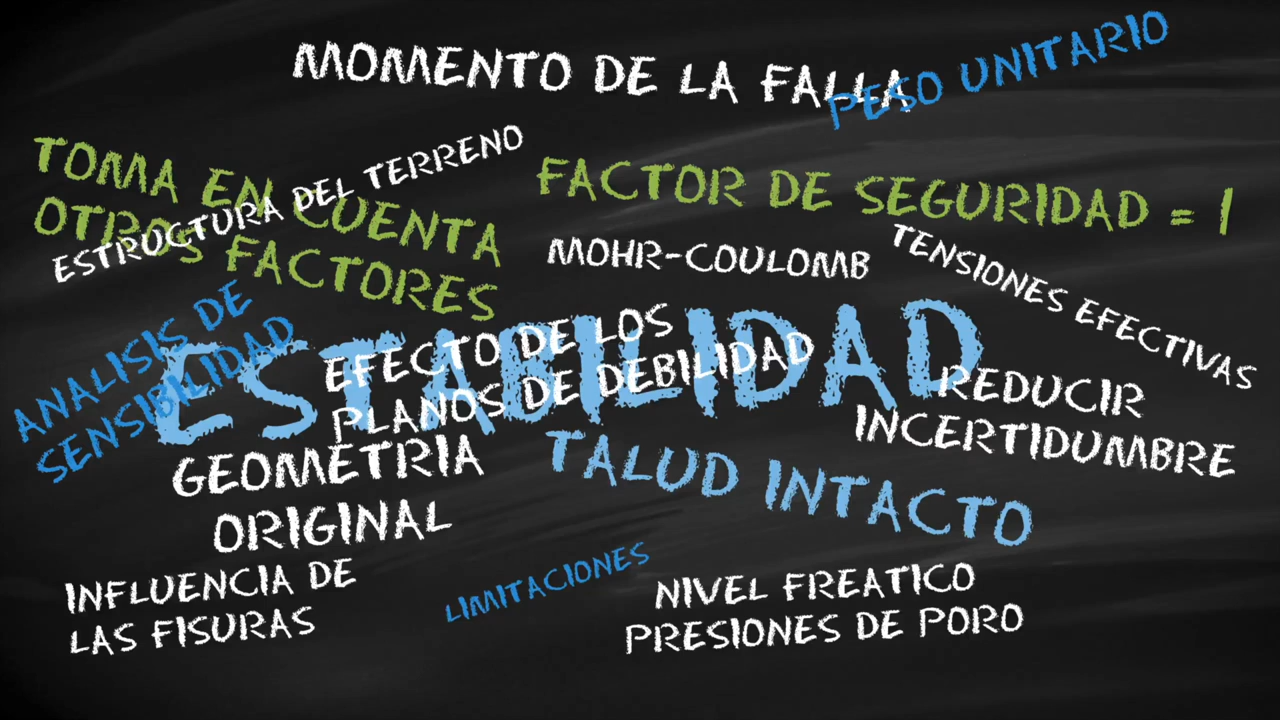 MOMENTO DE LA FALLA
PESO UNITARIO
TOMA EN CUENTA
OTROS FACTORES
ESTRUCTURA DEL TERRENO
FACTOR DE SEGURIDAD = 1
MOHR-COULOMB
TENSIONES EFECTIVAS
ANALISIS DE
SENSIBILIDAD
ESTABILIDAD
EFECTO DE LOS
PLANOS DE DEBILIDAD
REDUCIR
INCERTIDUMBRE
GEOMETRIA
ORIGINAL
TALUD INTACTO
INFLUENCIA DE
LAS FISURAS
LIMITACIONES
NIVEL FREATICO
PRESIONES DE PORO